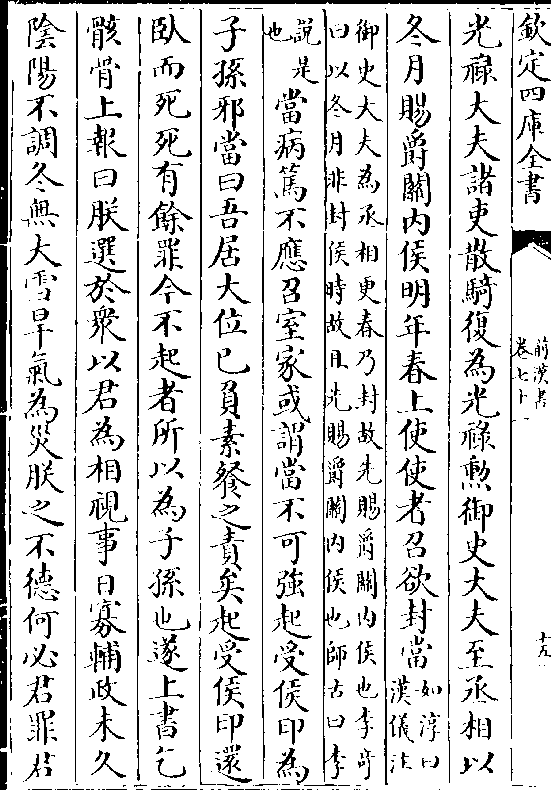 欽定四庫全書
前漢書
卷七十一
十五
光祿大夫諸吏散騎復為光祿勲御史大夫至丞相以
冬月賜爵關内侯明年春上使使者召欲封當如淳曰
漢儀注
御史大夫為丞相更春乃封故先賜爵關内侯也李竒
曰以冬月非封侯時故且先賜爵關内侯也師古曰李
說是
也
當病篤不應召室家或謂當不可強起受侯印為
子孫邪當曰吾居大位已負素餐之責矣起受侯印還
臥而死死有餘罪今不起者所以為子孫也遂上書乞
骸骨上報曰朕選於衆以君為相視事日寡輔政未久
陰陽不調冬無大雪旱氣為災朕之不德何必君罪君